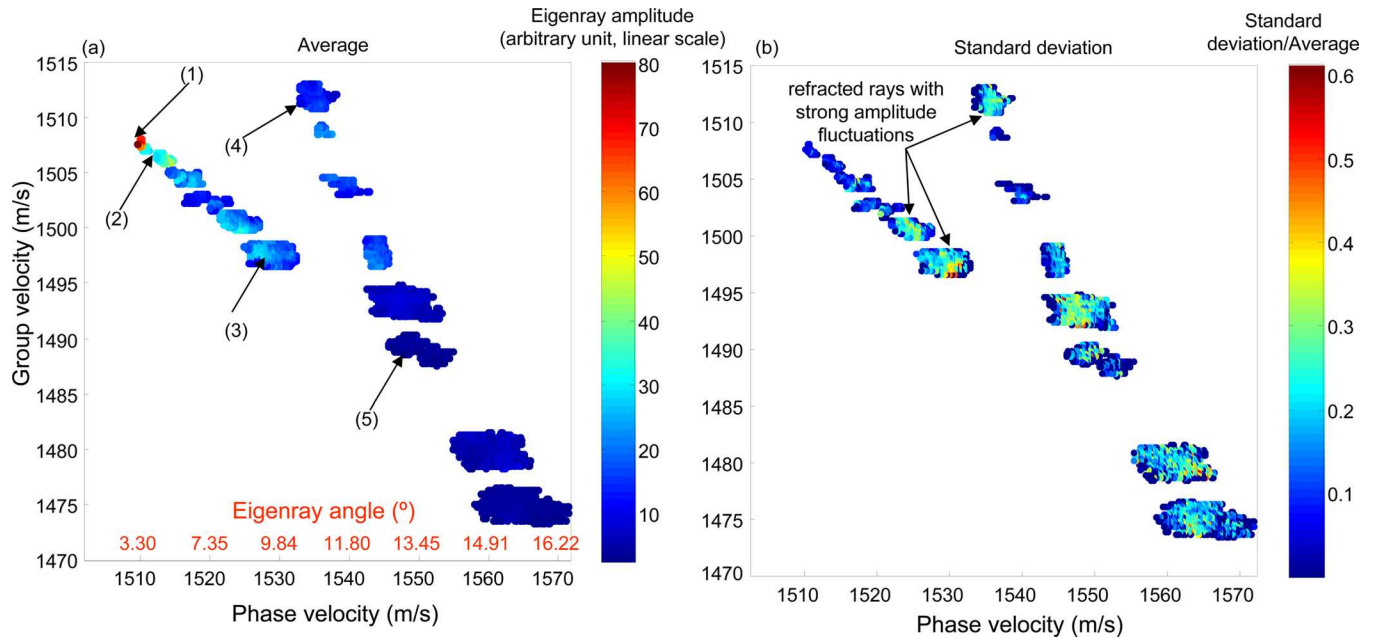 (a)
Average
Eigenray amplitude
(arbitrary unit, linear scale)
Group velocity (m/s)
1515
1510
1505
1500
1495
1490
1485
1480
1475
1470
(1)
(2)
(3)
(4)
(5)
Eigenray angle (º)
3.30 7.35 9.84 11.80 13.45 14.91 16.22
1510 1520 1530 1540 1550 1560 1570
Phase velocity (m/s)
80
70
60
50
40
30
20
10
(b)
Standard deviation
Standard
deviation/Average
refracted rays with
strong amplitude
fluctuations
1515
1510
1505
1500
1495
1490
1485
1480
1475
1470
1510 1520 1530 1540 1550 1560 1570
Phase velocity (m/s)
0.6
0.5
0.4
0.3
0.2
0.1